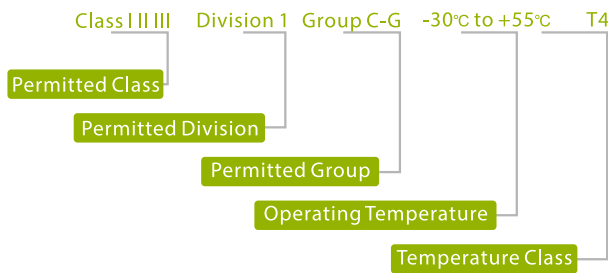 Class I II III Division 1 Group C-G -30℃ to +55℃ T4
Permitted Class
Permitted Division
Permitted Group
Operating Temperature
Temperature Class